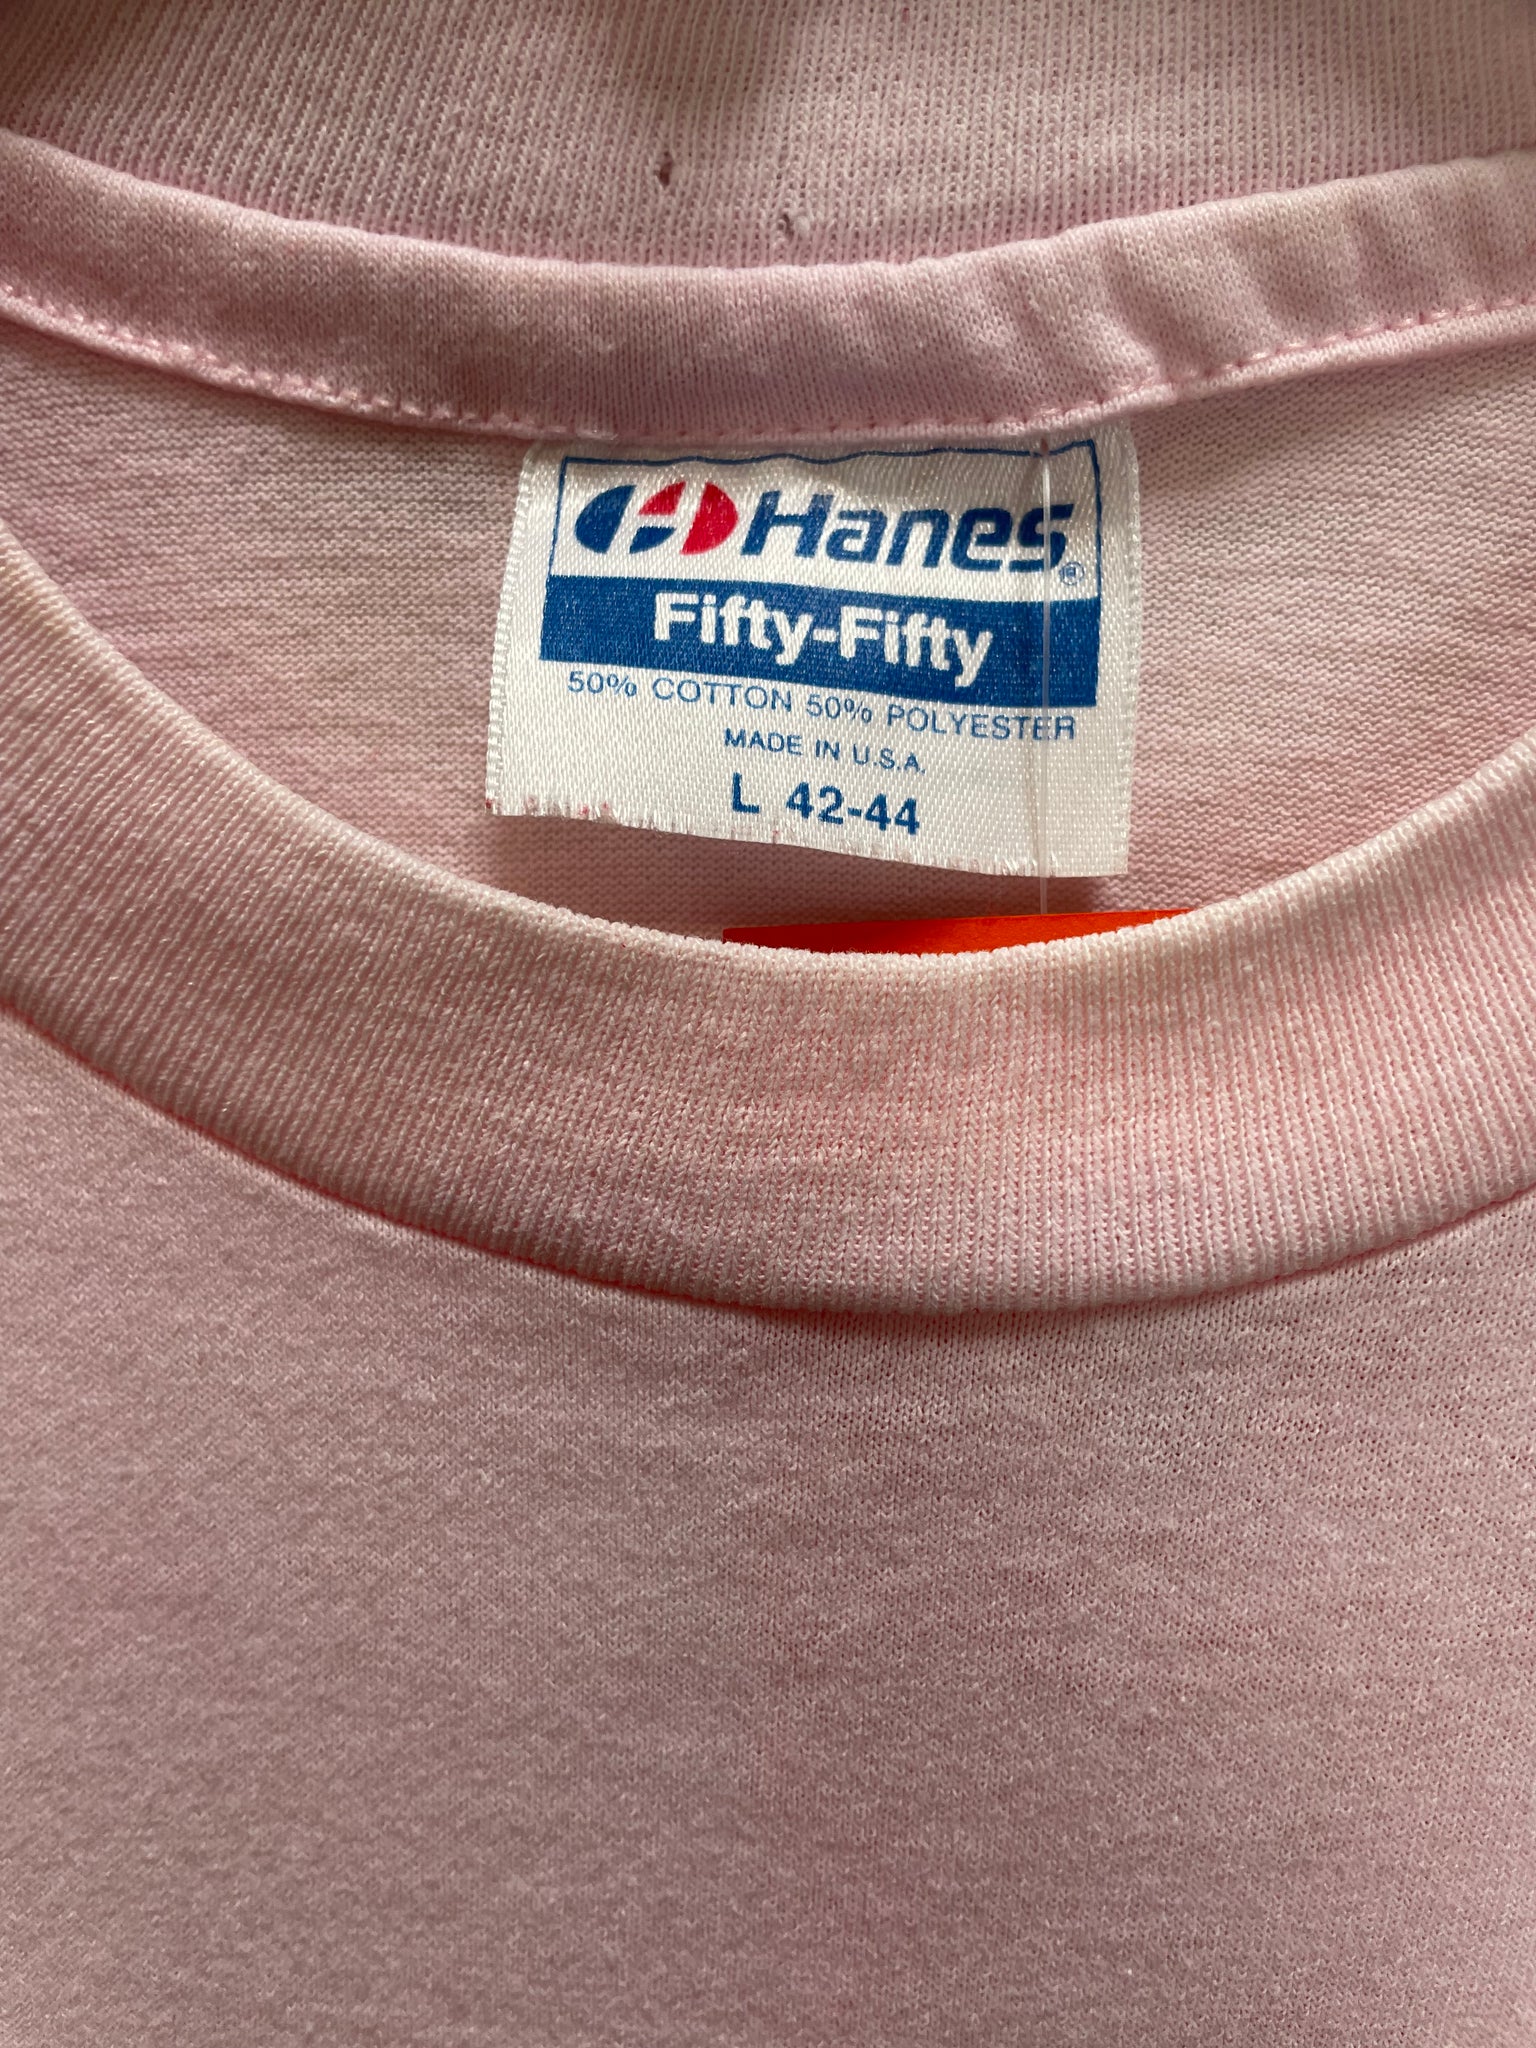 Hanes®
Fifty-Fifty
50% COTTON 50% POLYESTER
MADE IN U.S.A.
L 42-44